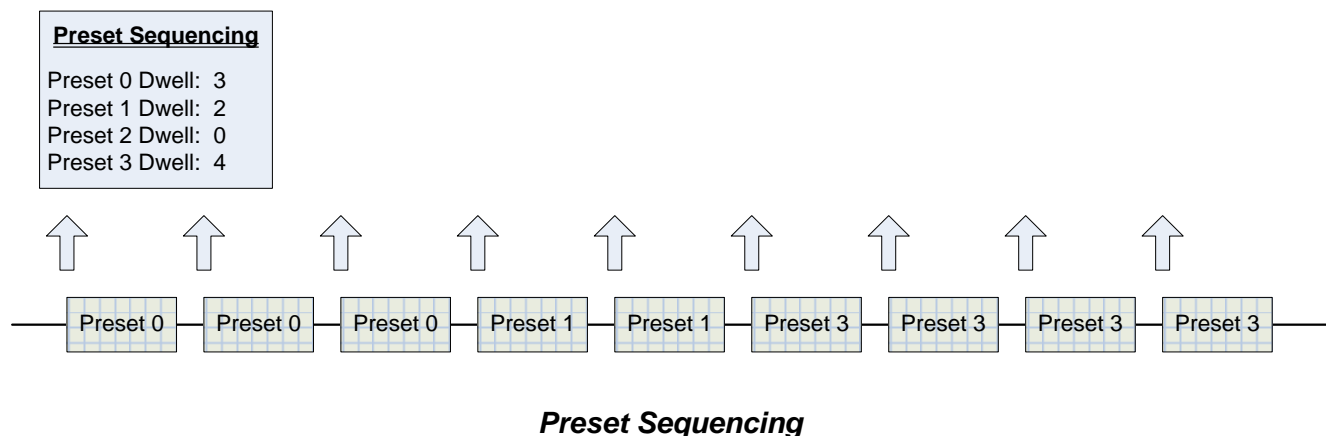 Preset Sequencing
Preset 0 Dwell: 3
Preset 1 Dwell: 2
Preset 2 Dwell: 0
Preset 3 Dwell: 4
Preset 0 Preset 0 Preset 0 Preset 1 Preset 1 Preset 3 Preset 3 Preset 3 Preset 3
Preset Sequencing